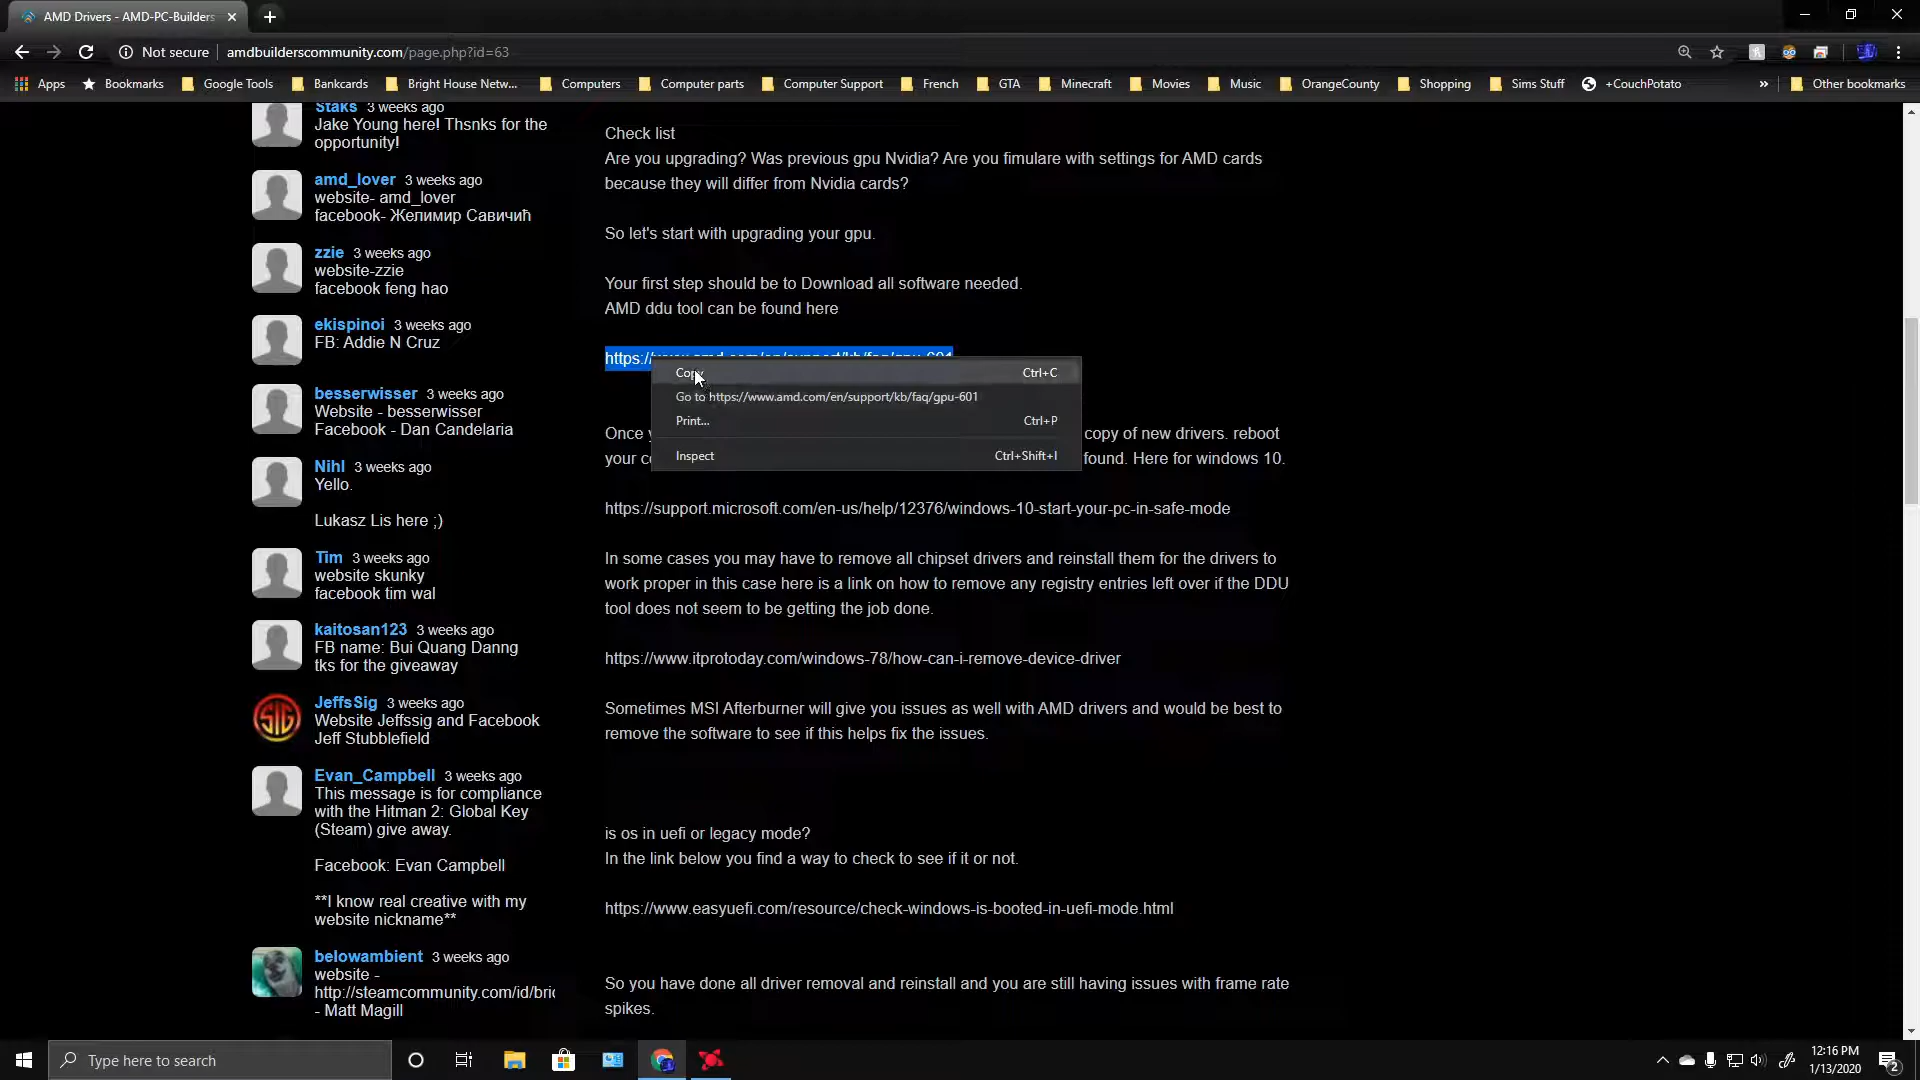 AMD Drivers - AMD-PC-Builders
Not secure
amdbuilderscommunity.com/page.php?id=63
Apps
Bookmarks
Google Tools
Bankcards
Bright House Netw...
Computers
Computer parts
Computer Support
French
GTA
Minecraft
Movies
Music
OrangeCounty
Shopping
Sims Stuff
+CouchPotato
»
Other bookmarks
Staks 3 weeks ago
Jake Young here! Thsnks for the
opportunity!
amd_lover 3 weeks ago
website- amd_lover
facebook- Желимир Савичић
zzie 3 weeks ago
website-zzie
facebook feng hao
ekispinoi 3 weeks ago
FB: Addie N Cruz
besserwisser 3 weeks ago
Website - besserwisser
Facebook - Dan Candelaria
Nihl 3 weeks ago
Yello.
Lukasz Lis here ;)
Tim 3 weeks ago
website skunky
facebook tim wal
kaitosan123 3 weeks ago
FB name: Bui Quang Danng
tks for the giveaway
SIG
JeffsSig 3 weeks ago
Website Jeffssig and Facebook
Jeff Stubblefield
Evan_Campbell 3 weeks ago
This message is for compliance
with the Hitman 2: Global Key
(Steam) give away.
Facebook: Evan Campbell
**I know real creative with my
website nickname**
belowambient 3 weeks ago
website -
http://steamcommunity.com/id/bric
- Matt Magill
Check list
Are you upgrading? Was previous gpu Nvidia? Are you fimulare with settings for AMD cards
because they will differ from Nvidia cards?
So let's start with upgrading your gpu.
Your first step should be to Download all software needed.
AMD ddu tool can be found here
https://www.amd.com/en/support/kb/faq/gpu-601
Copy Ctrl+C
Go to https://www.amd.com/en/support/kb/faq/gpu-601
Print... Ctrl+P
Inspect Ctrl+Shift+I
Once copy of new drivers. reboot
your found. Here for windows 10.
https://support.microsoft.com/en-us/help/12376/windows-10-start-your-pc-in-safe-mode
In some cases you may have to remove all chipset drivers and reinstall them for the drivers to
work proper in this case here is a link on how to remove any registry entries left over if the DDU
tool does not seem to be getting the job done.
https://www.itprotoday.com/windows-78/how-can-i-remove-device-driver
Sometimes MSI Afterburner will give you issues as well with AMD drivers and would be best to
remove the software to see if this helps fix the issues.
is os in uefi or legacy mode?
In the link below you find a way to check to see if it or not.
https://www.easyuefi.com/resource/check-windows-is-booted-in-uefi-mode.html
So you have done all driver removal and reinstall and you are still having issues with frame rate
spikes.
Type here to search
12:16 PM
1/13/2020
2